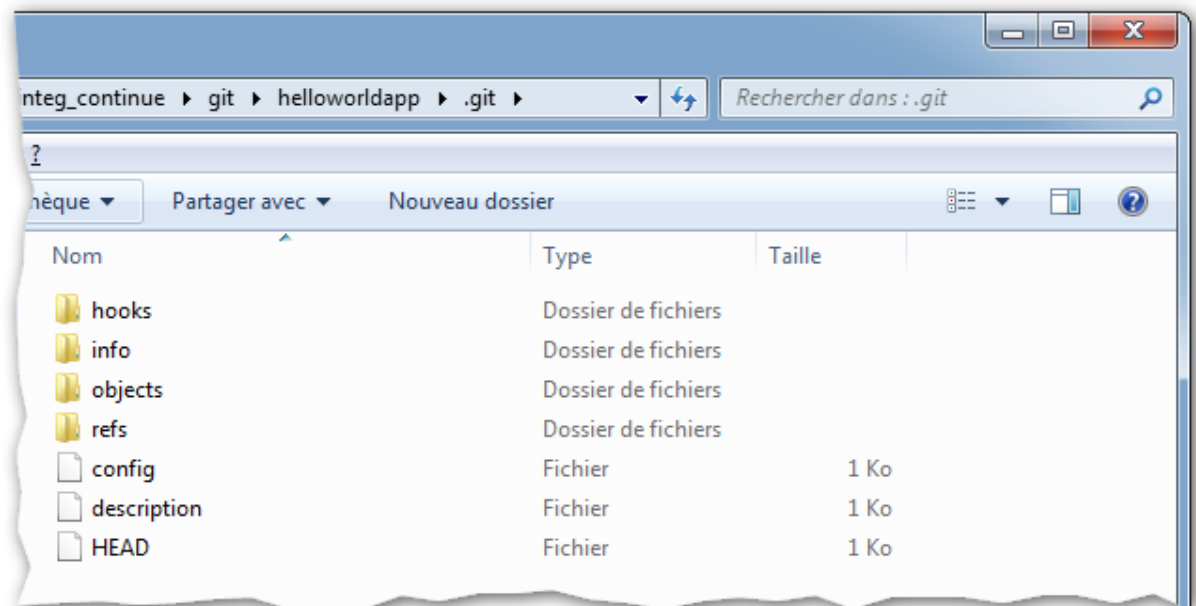 nteg_continue git helloworldapp .git Rechercher dans : .git
?
hèque Partager avec Nouveau dossier
Nom Type Taille
hooks Dossier de fichiers
info Dossier de fichiers
objects Dossier de fichiers
refs Dossier de fichiers
config Fichier 1 Ko
description Fichier 1 Ko
HEAD Fichier 1 Ko